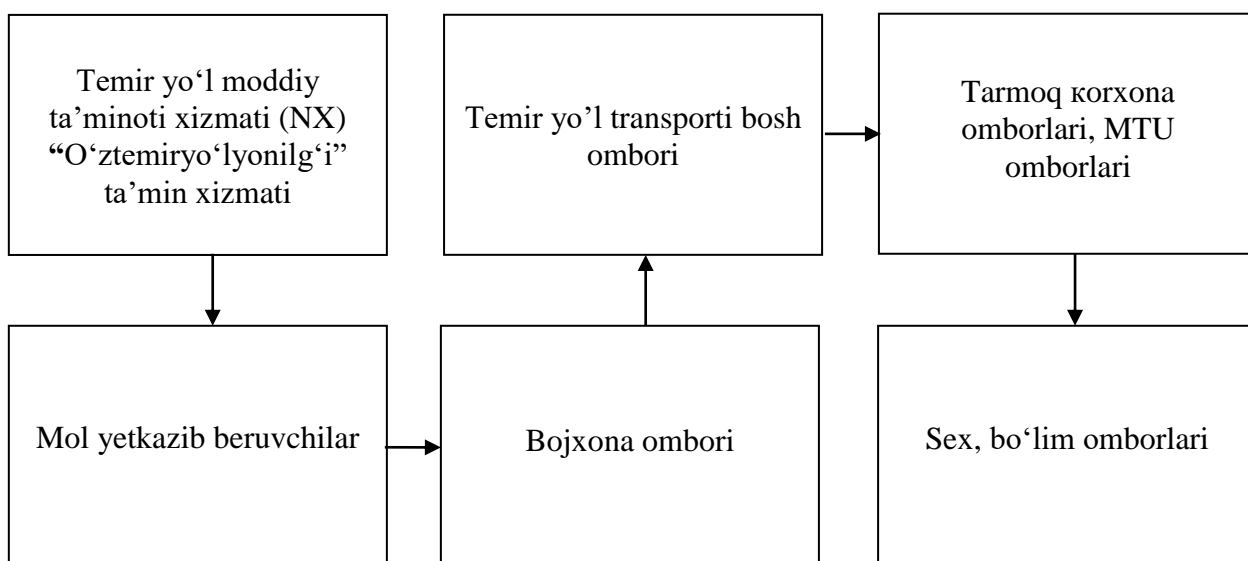 Temir yo‘l moddiy
ta’minoti xizmati (NX)
“O‘ztemiryo‘lyonilg‘i”
ta’min xizmati
Temir yo’l transporti bosh
ombori
Tarmoq кorxona
omborlari, MTU
omborlari
Mol yetkazib beruvchilar
Bojxona ombori
Sex, bo‘lim omborlari